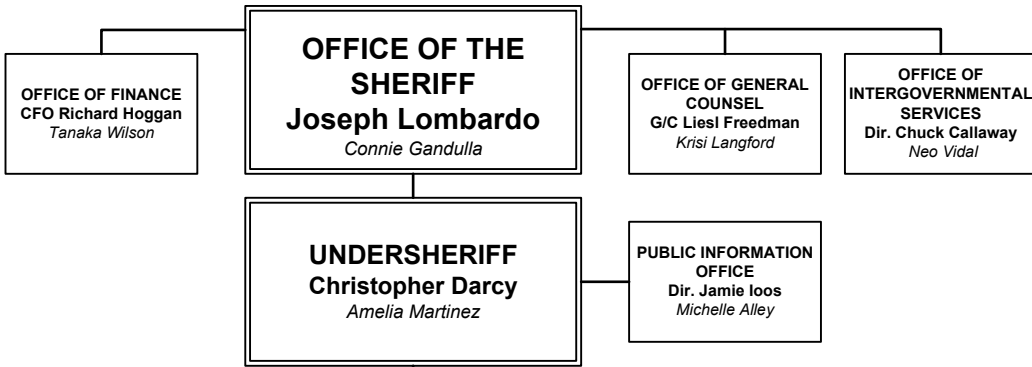 OFFICE OF FINANCE
CFO Richard Hoggan
Tanaka Wilson
OFFICE OF THE
SHERIFF
Joseph Lombardo
Connie Gandulla
OFFICE OF GENERAL
COUNSEL
G/C Liesl Freedman
Krisi Langford
OFFICE OF
INTERGOVERNMENTAL
SERVICES
Dir. Chuck Callaway
Neo Vidal
UNDERSHERIFF
Christopher Darcy
Amelia Martinez
PUBLIC INFORMATION
OFFICE
Dir. Jamie Ioos
Michelle Alley